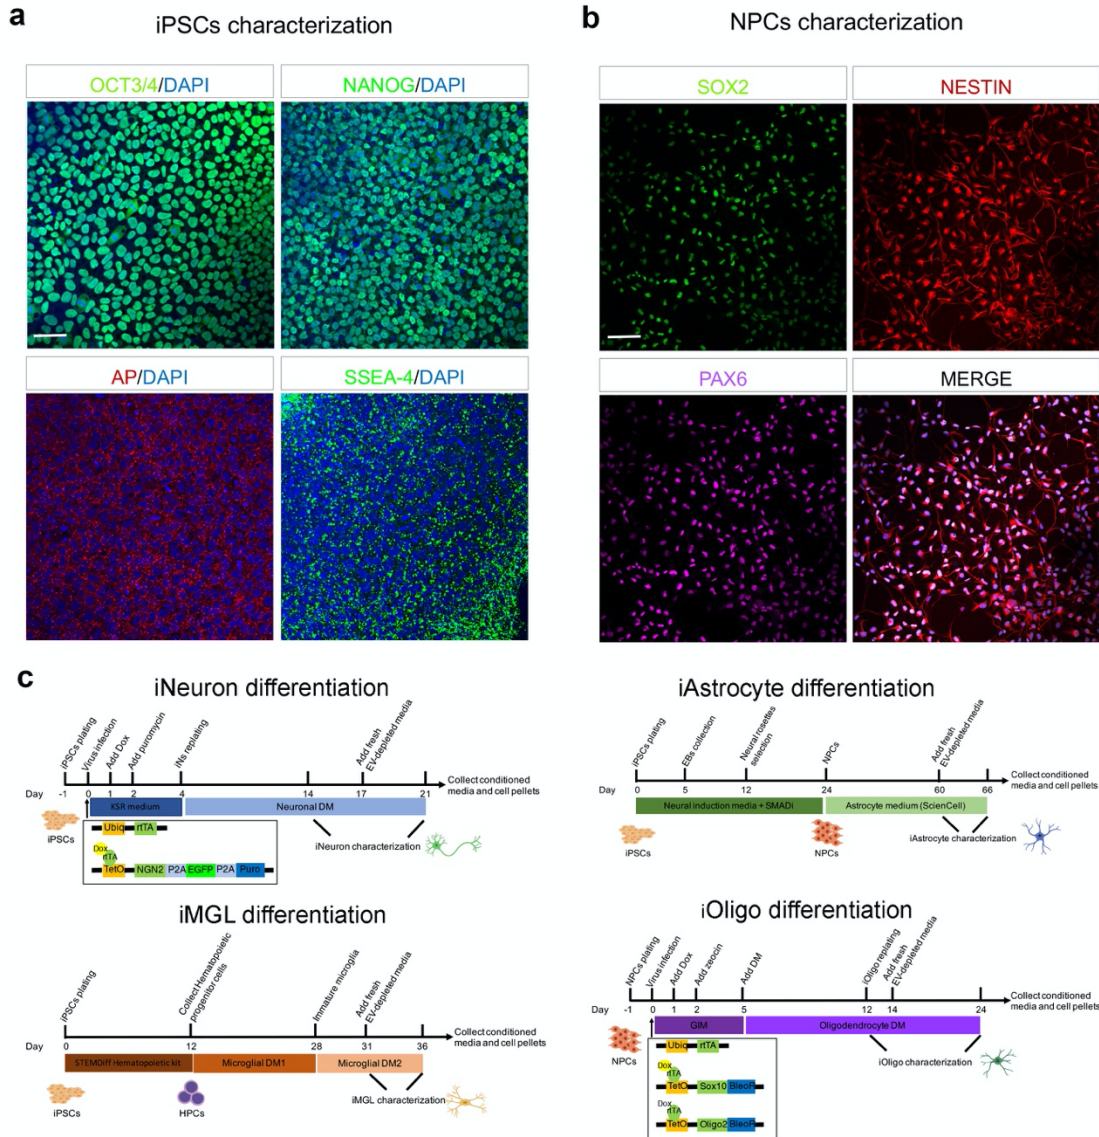 a
iPSCs characterization
OCT3/4/DAPI
NANOG/DAPI
AP/DAPI
SSEA-4/DAPI
b
NPCs characterization
SOX2
NESTIN
PAX6
MERGE
c
iNeuron differentiation
iPSCs plating
Virus infection
Add Dox
Add puromycin
iNs replating
Add fresh
EV-depleted media
Day
-1
0
1
2
4
14
17
21
Collect conditioned
media and cell pellets
KSR medium
Neuronal DM
iPSCs
iNeuron characterization
Ubiq
rtTA
Dox
rtTA
TetO
NGN2
P2A
EGFP
P2A
Puro
iAstrocyte differentiation
iPSCs plating
EBs collection
Neural rosettes
selection
NPCs
Add fresh
EV-depleted media
Day
0
5
12
24
60
66
Collect conditioned
media and cell pellets
Neural induction media + SMADi
Astrocyte medium (ScienCell)
iPSCs
NPCs
iAstrocyte characterization
iMGL differentiation
iPSCs plating
Collect Hematopoietic
progenitor cells
Immature microglia
Add fresh
EV-depleted media
Day
0
12
28
31
36
Collect conditioned
media and cell pellets
STEMDiff Hematopoietic kit
Microglial DM1
Microglial DM2
iPSCs
HPCs
iMGL characterization
iOligo differentiation
NPCs plating
Virus infection
Add Dox
Add zeocin
Add DM
iOligo replating
Add fresh
EV-depleted media
Day
-1
0
1
2
5
12
14
24
Collect conditioned
media and cell pellets
GIM
Oligodendrocyte DM
NPCs
iOligo characterization
Ubiq
rtTA
Dox
rtTA
TetO
Sox10
BleoR
Dox
rtTA
TetO
Oligo2
BleoR